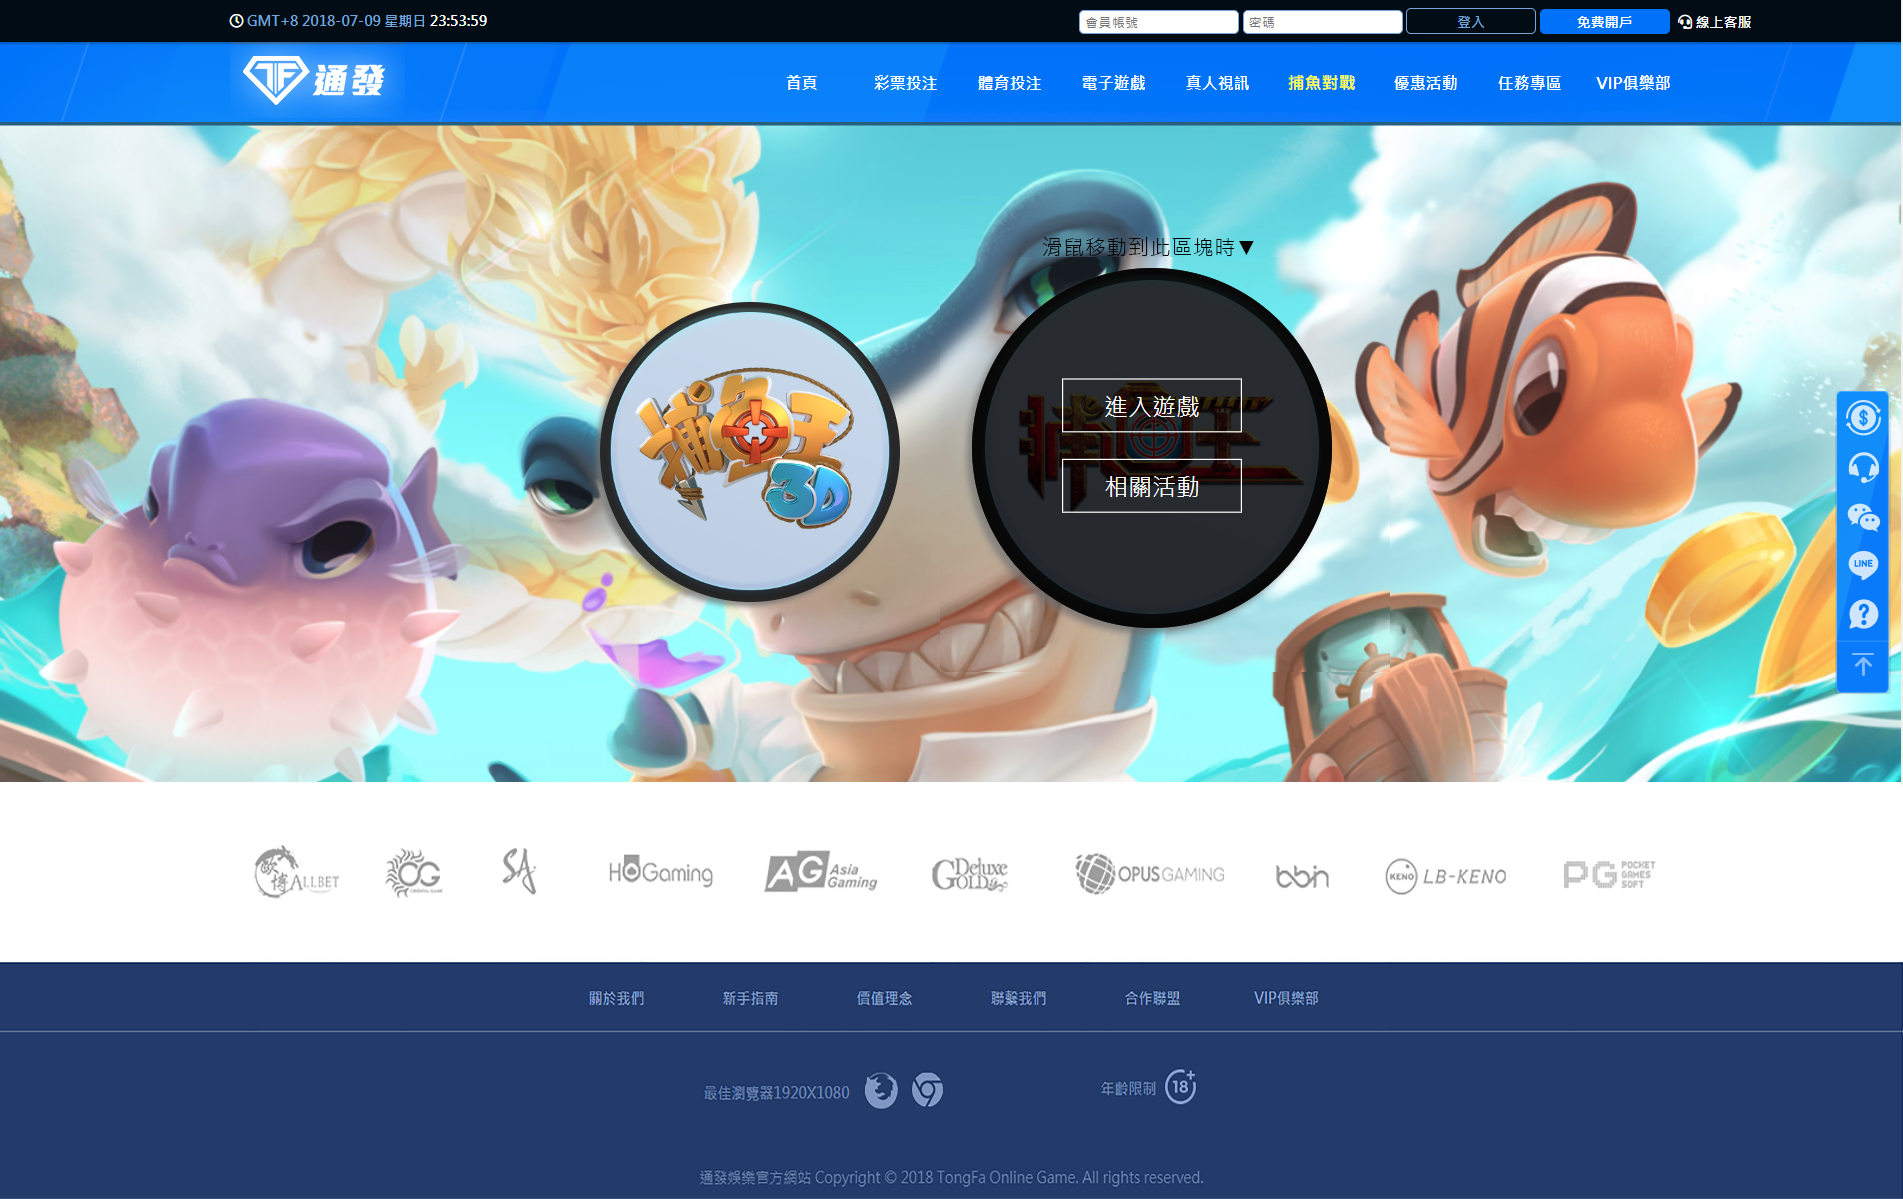 GMT+8 2018-07-09 星期日 23:53:59
會員帳號
密碼
登入
免費開戶
線上客服
TF 通發
首頁
彩票投注
體育投注
電子遊戲
真人視訊
捕魚對戰
優惠活動
任務專區
VIP俱樂部
滑鼠移動到此區塊時▼
捕魚王
3D
捕魚王
進入遊戲
相關活動
$
LINE
?
歐博 ALLBET
OG
SA
HOGaming
AG Asia Gaming
GD Deluxe GOLD
OPUS GAMING
bbin
KENO LB-KENO
PG POCKET GAMES SOFT
關於我們
新手指南
價值理念
聯繫我們
合作聯盟
VIP俱樂部
最佳瀏覽器1920X1080
年齡限制 18+
通發娛樂官方網站 Copyright © 2018 TongFa Online Game. All rights reserved.